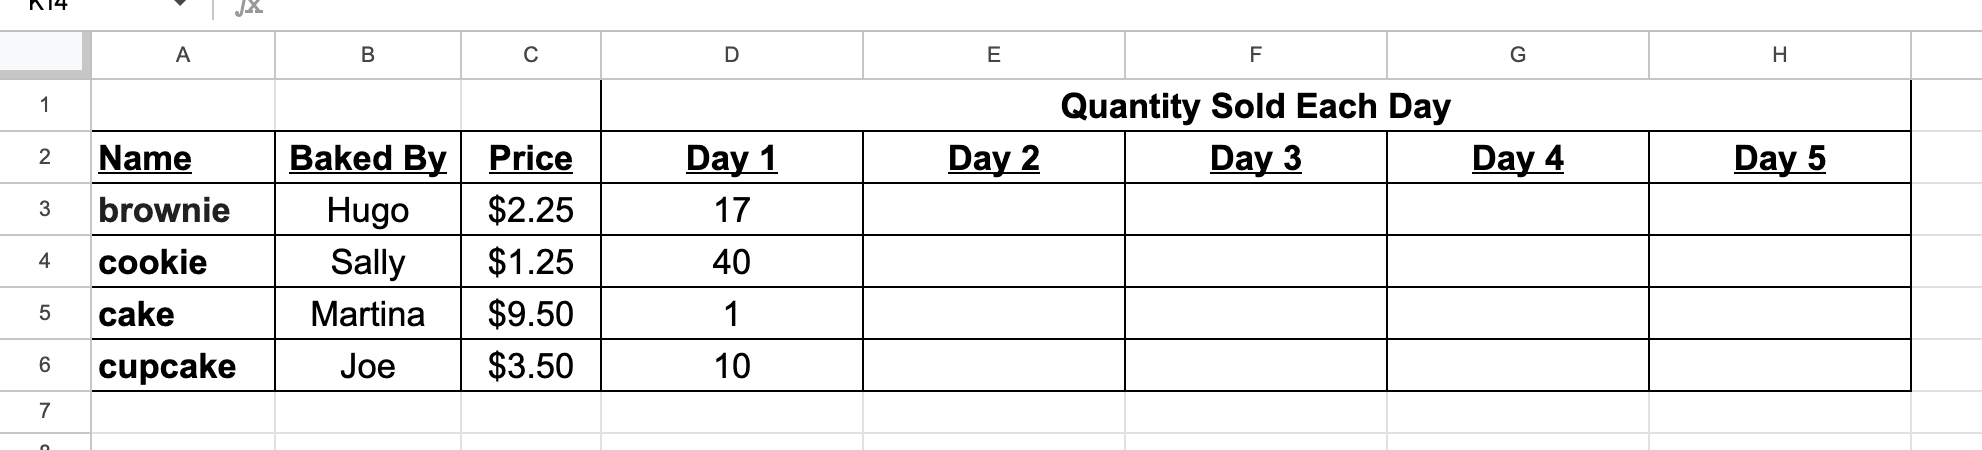 K14 fx
A B C D E F G H
1 Quantity Sold Each Day
2 Name Baked By Price Day 1 Day 2 Day 3 Day 4 Day 5
3 brownie Hugo $2.25 17
4 cookie Sally $1.25 40
5 cake Martina $9.50 1
6 cupcake Joe $3.50 10
7